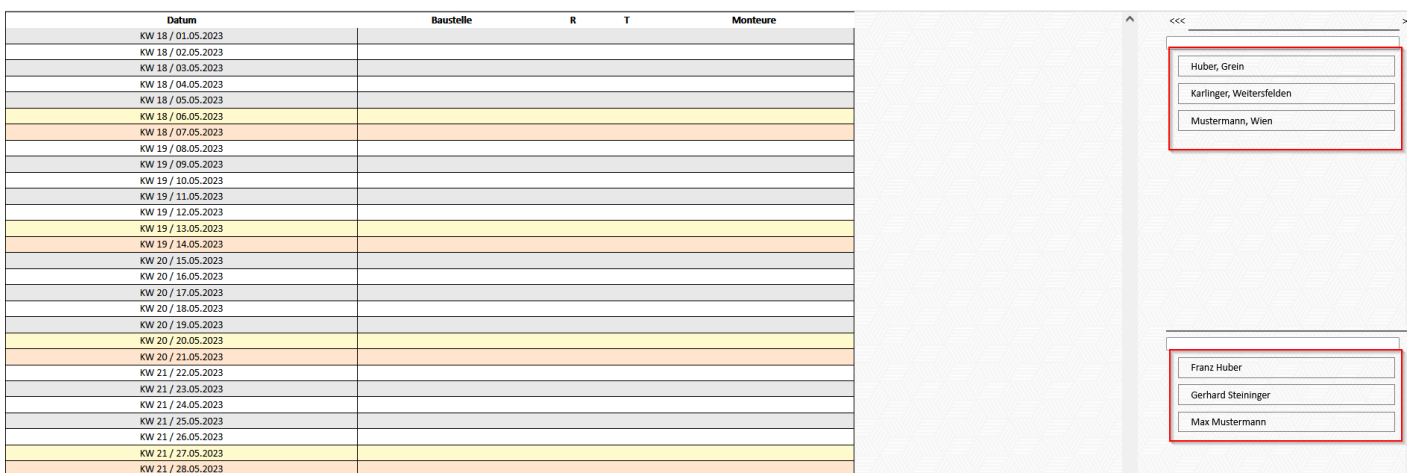 Datum Baustelle R T Monteure
KW 18 / 01.05.2023
KW 18 / 02.05.2023
KW 18 / 03.05.2023
KW 18 / 04.05.2023
KW 18 / 05.05.2023
KW 18 / 06.05.2023
KW 18 / 07.05.2023
KW 19 / 08.05.2023
KW 19 / 09.05.2023
KW 19 / 10.05.2023
KW 19 / 11.05.2023
KW 19 / 12.05.2023
KW 19 / 13.05.2023
KW 19 / 14.05.2023
KW 20 / 15.05.2023
KW 20 / 16.05.2023
KW 20 / 17.05.2023
KW 20 / 18.05.2023
KW 20 / 19.05.2023
KW 20 / 20.05.2023
KW 20 / 21.05.2023
KW 21 / 22.05.2023
KW 21 / 23.05.2023
KW 21 / 24.05.2023
KW 21 / 25.05.2023
KW 21 / 26.05.2023
KW 21 / 27.05.2023
KW 21 / 28.05.2023
<<< >
Huber, Grein
Karlinger, Weitersfelden
Mustermann, Wien
Franz Huber
Gerhard Steininger
Max Mustermann